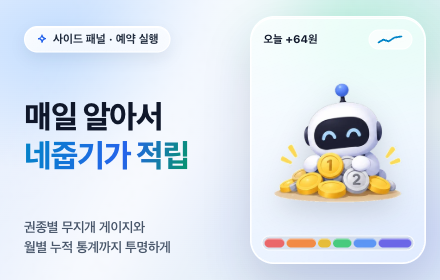 사이드 패널 · 예약 실행
매일 알아서
네줍기가 적립
권종별 무지개 게이지와
월별 누적 통계까지 투명하게
오늘 +64원
1
2